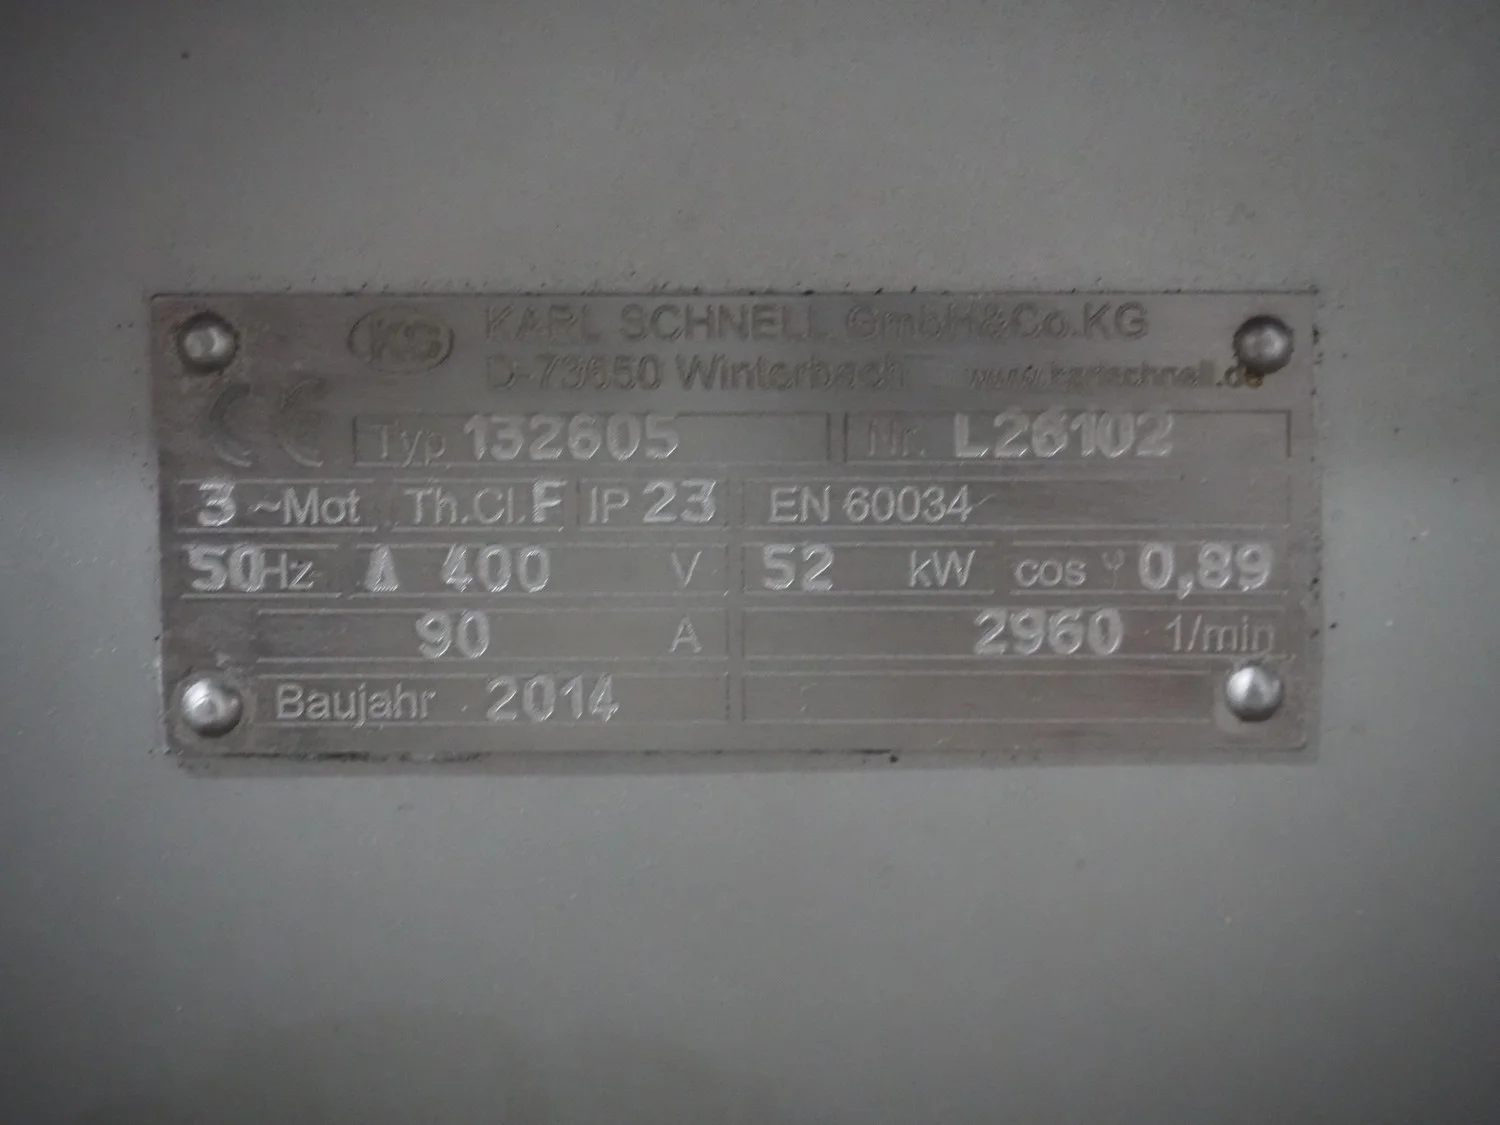 KS KARL SCHNELL GmbH&Co.KG
D-73650 Winterbach www.karlschnell.de
CE Typ 132605 Nr. L26102
3 ~Mot Th.Cl. F IP 23 EN 60034
50Hz Δ 400 V 52 kW cos φ 0,89
90 A 2960 1/min
Baujahr 2014